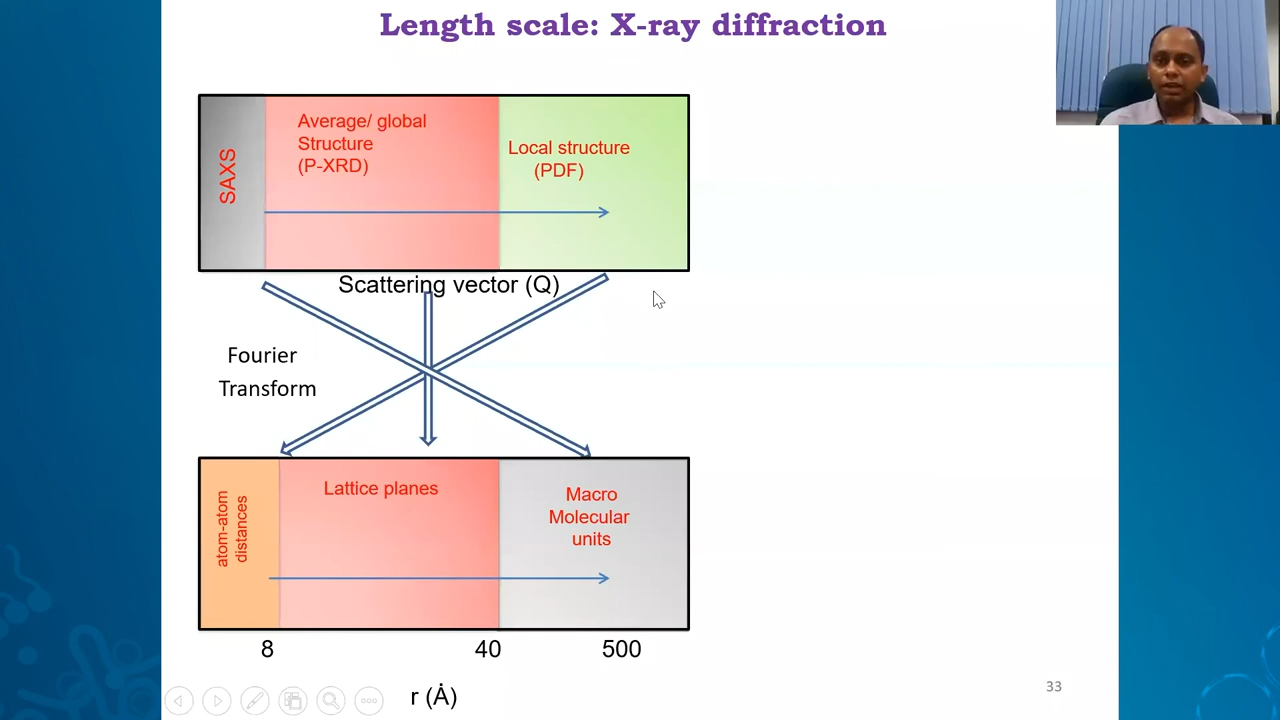 Length scale: X-ray diffraction
SAXS
Average/ global
Structure
(P-XRD)
Local structure
(PDF)
Scattering vector (Q)
Fourier
Transform
atom-atom
distances
Lattice planes
Macro
Molecular
units
8
40
500
r (Ȧ)
33